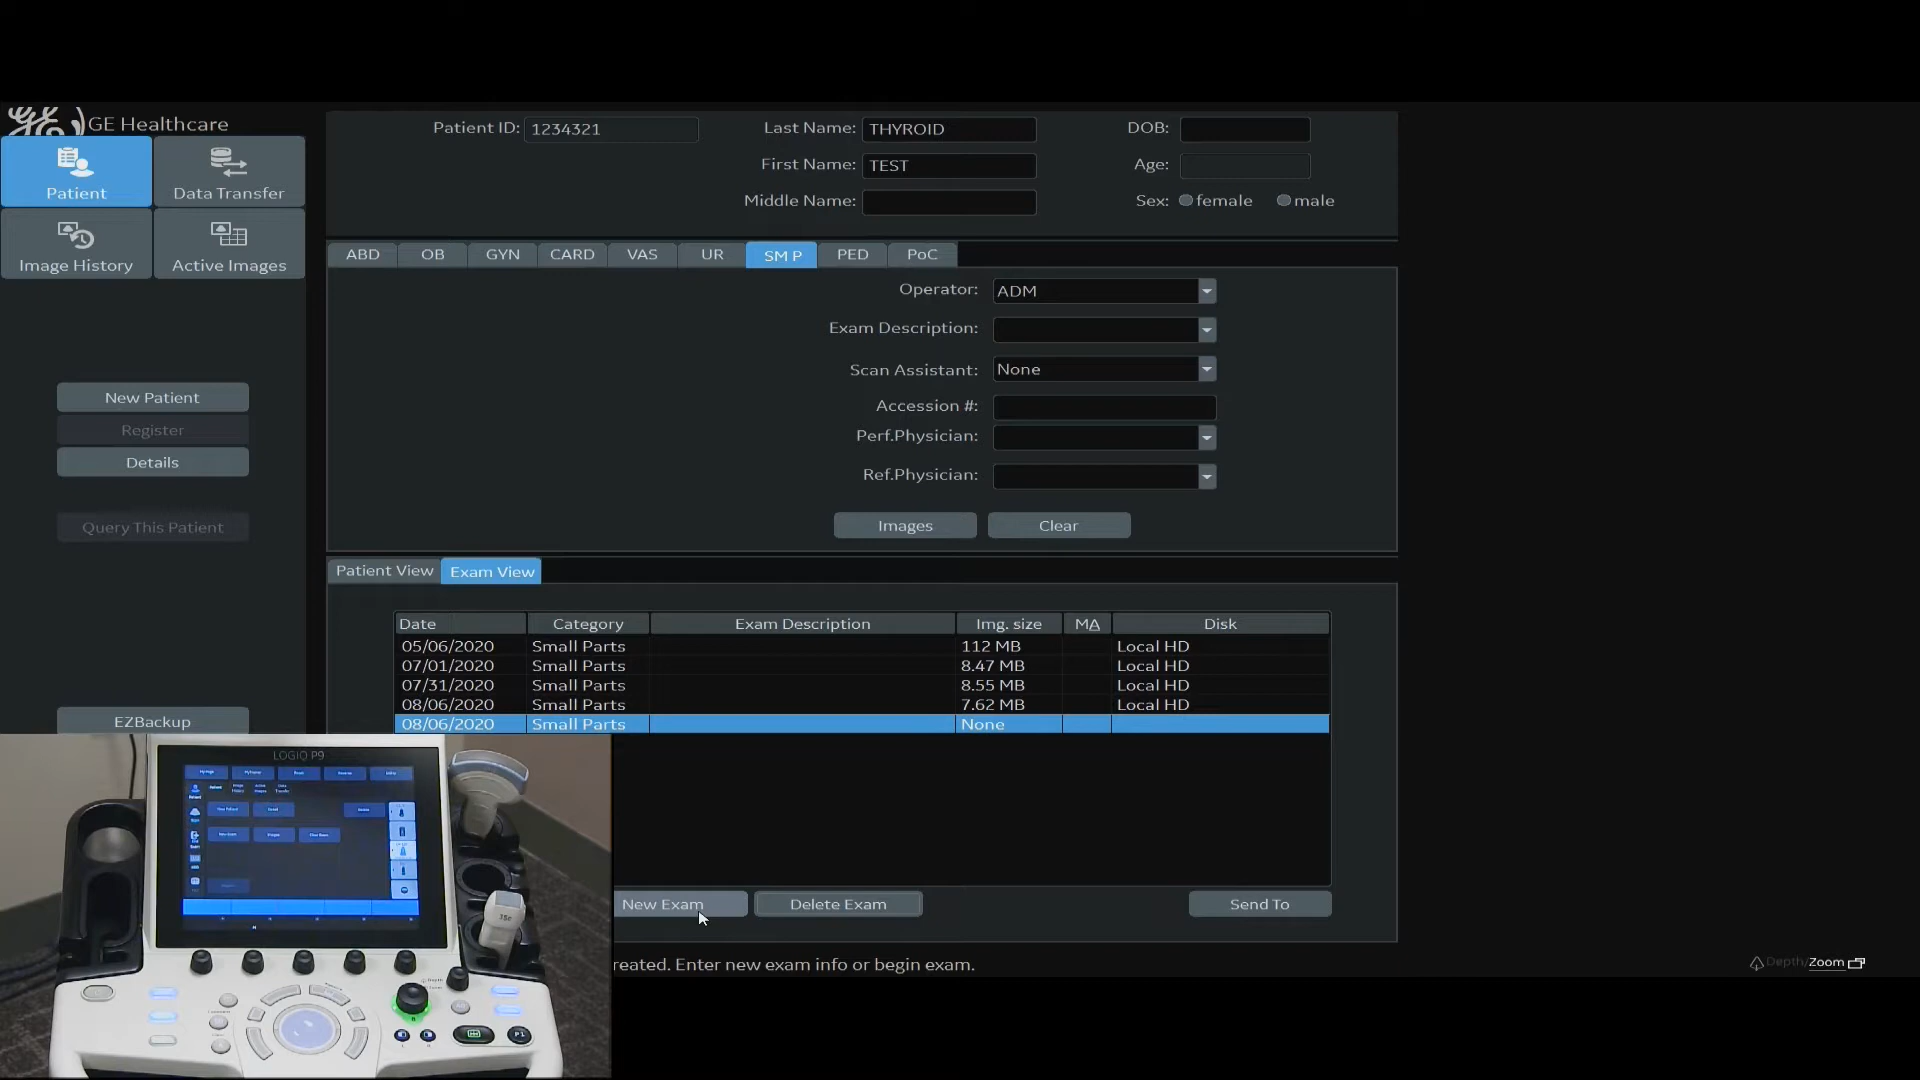 GE Healthcare
Patient
Data Transfer
Image History
Active Images
New Patient
Register
Details
Query This Patient
EZBackup
Patient ID: 1234321
Last Name: THYROID
DOB:
First Name: TEST
Age:
Middle Name:
Sex: female male
ABD OB GYN CARD VAS UR SM P PED PoC
Operator: ADM
Exam Description:
Scan Assistant: None
Accession #:
Perf.Physician:
Ref.Physician:
Images Clear
Patient View Exam View
Date Category Exam Description Img. size M△ Disk
05/06/2020 Small Parts 112 MB Local HD
07/01/2020 Small Parts 8.47 MB Local HD
07/31/2020 Small Parts 8.55 MB Local HD
08/06/2020 Small Parts 7.62 MB Local HD
08/06/2020 Small Parts None
New Exam Delete Exam Send To
reated. Enter new exam info or begin exam.
Depth/Zoom
LOGIQ P9